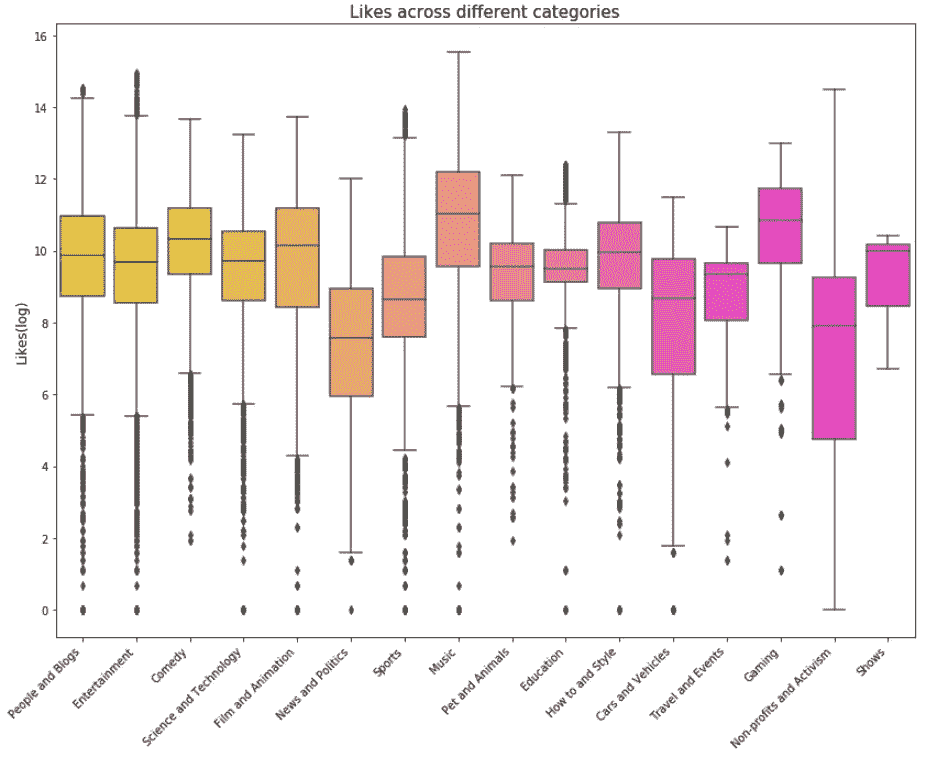 Likes across different categories
16
14
12
10
8
6
4
2
0
Likes(log)
People and Blogs
Entertainment
Comedy
Science and Technology
Film and Animation
News and Politics
Sports
Music
Pet and Animals
Education
How to and Style
Cars and Vehicles
Travel and Events
Gaming
Non-profits and Activism
Shows